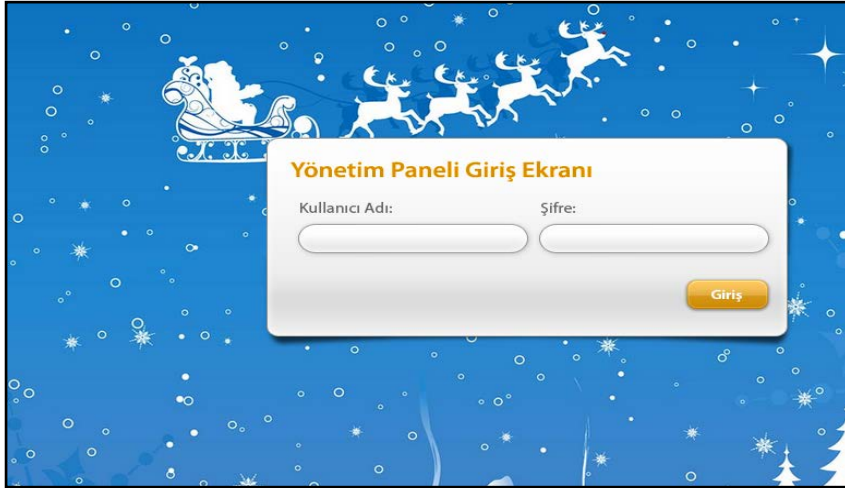 Yönetim Paneli Giriş Ekranı
Kullanıcı Adı: Şifre:
Giriş